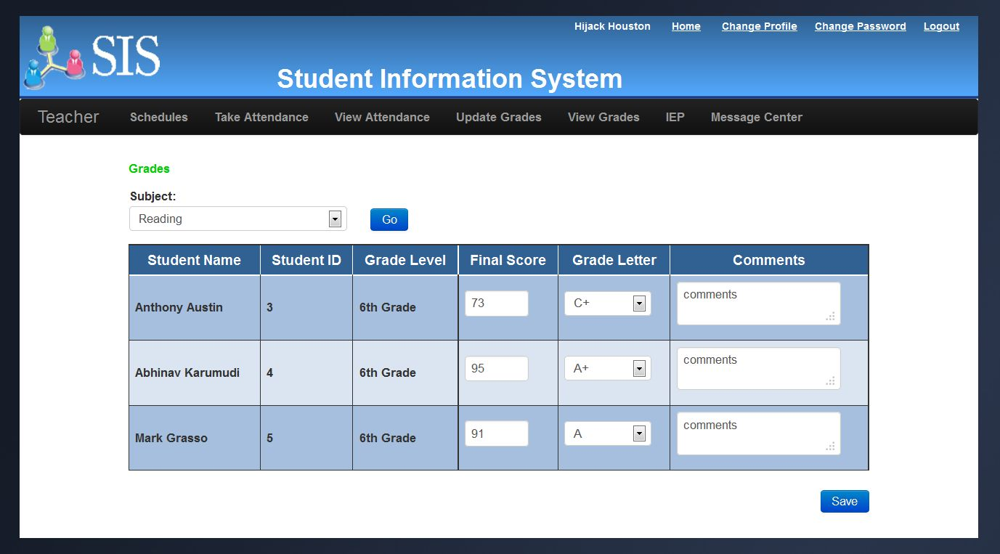 Hijack Houston Home Change Profile Change Password Logout
SIS
Student Information System
Teacher Schedules Take Attendance View Attendance Update Grades View Grades IEP Message Center
Grades
Subject:
Reading Go
Student Name Student ID Grade Level Final Score Grade Letter Comments
Anthony Austin 3 6th Grade 73 C+ comments
Abhinav Karumudi 4 6th Grade 95 A+ comments
Mark Grasso 5 6th Grade 91 A comments
Save